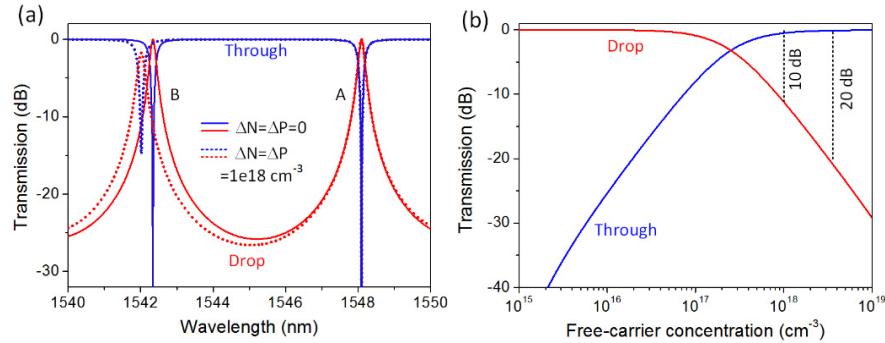 (a)
0
-10
-20
-30
Transmission (dB)
1540
1542
1544
1546
1548
1550
Wavelength (nm)
Through
B
A
ΔN=ΔP=0
ΔN=ΔP
=1e18 cm⁻³
Drop
(b)
0
-10
-20
-30
-40
Transmission (dB)
10¹⁵
10¹⁶
10¹⁷
10¹⁸
10¹⁹
Free-carrier concentration (cm⁻³)
Drop
10 dB
20 dB
Through